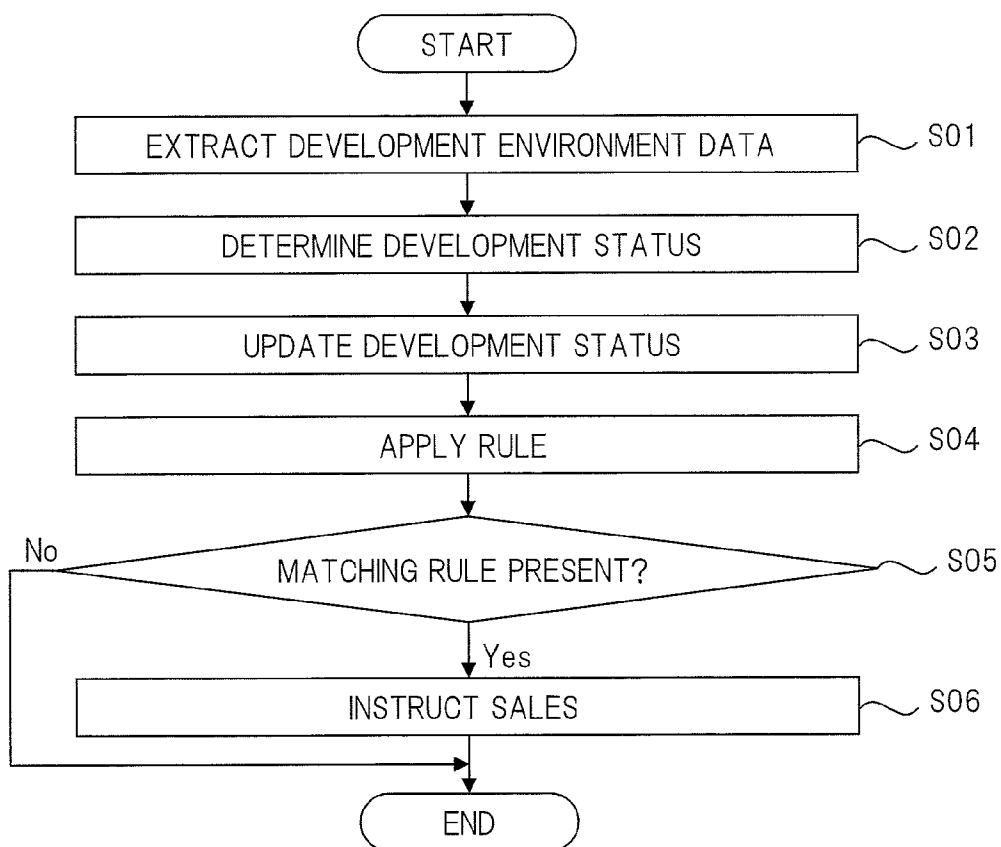 START
EXTRACT DEVELOPMENT ENVIRONMENT DATA S01
DETERMINE DEVELOPMENT STATUS S02
UPDATE DEVELOPMENT STATUS S03
APPLY RULE S04
No
MATCHING RULE PRESENT? S05
Yes
INSTRUCT SALES S06
END